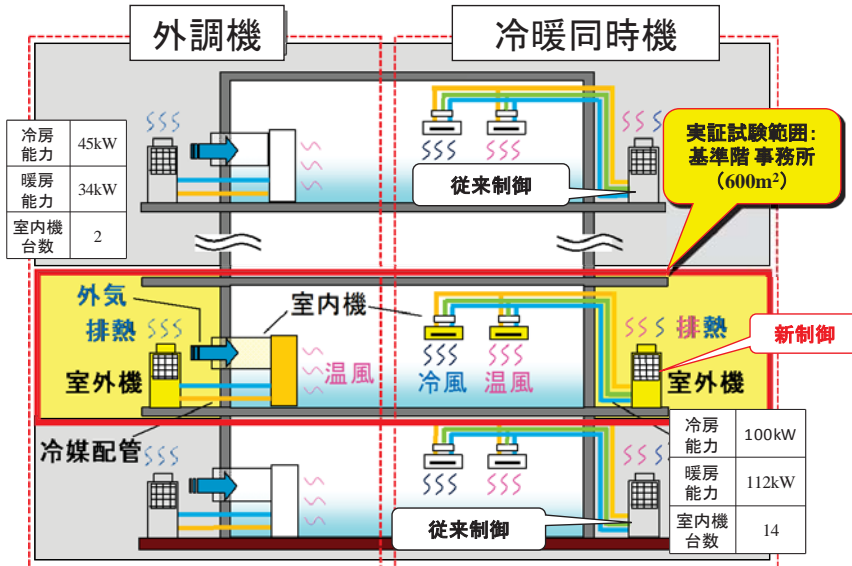 外調機
冷暖同時機
冷房
能力
45kW
暖房
能力
34kW
室内機
台数
2
従来制御
実証試験範囲：
基準階 事務所
（600m²）
外気
排熱
室内機
室外機
温風
冷風
温風
排熱
新制御
室外機
冷媒配管
冷房
能力
100kW
暖房
能力
112kW
室内機
台数
14
従来制御